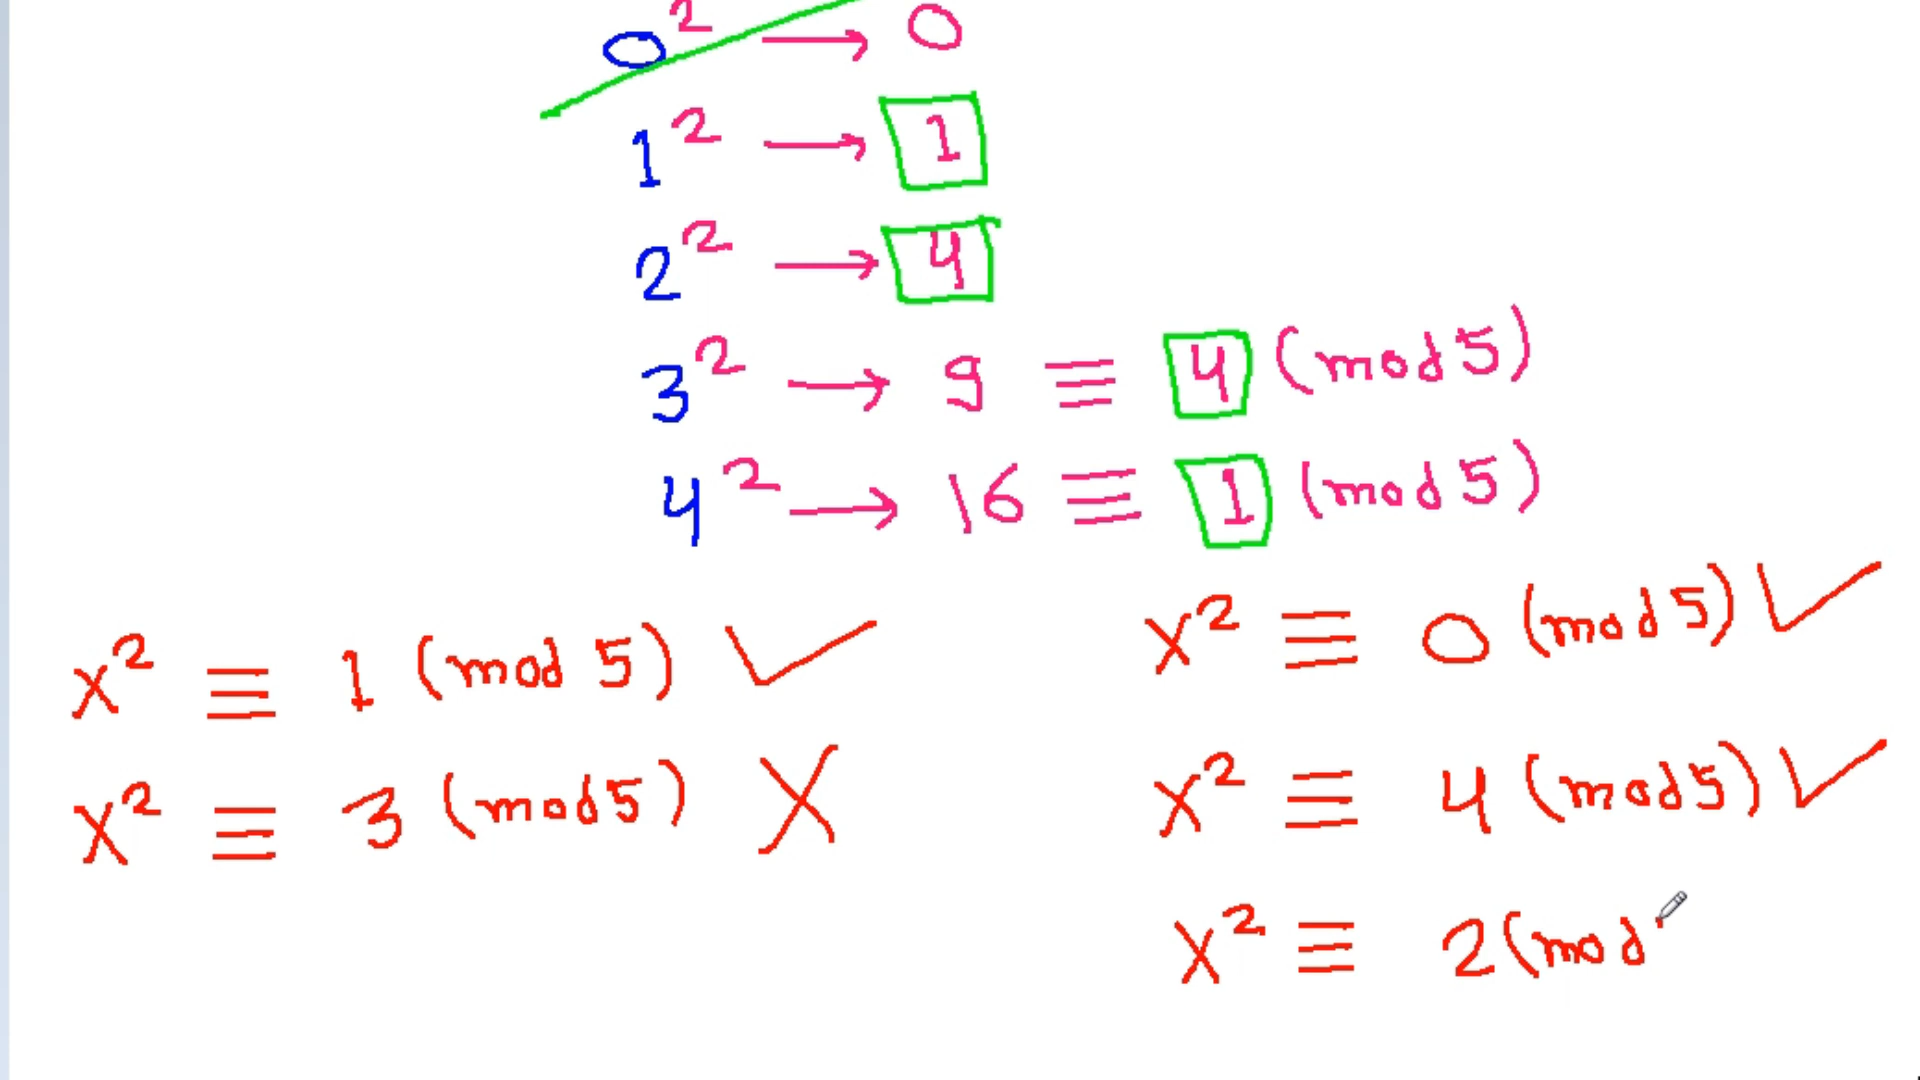 0² → 0
1² → 1
2² → 4
3² → 9 ≡ 4 (mod 5)
4² → 16 ≡ 1 (mod 5)
x² ≡ 1 (mod 5) ✓
x² ≡ 0 (mod 5) ✓
x² ≡ 3 (mod 5) X
x² ≡ 4 (mod 5) ✓
x² ≡ 2 (mod